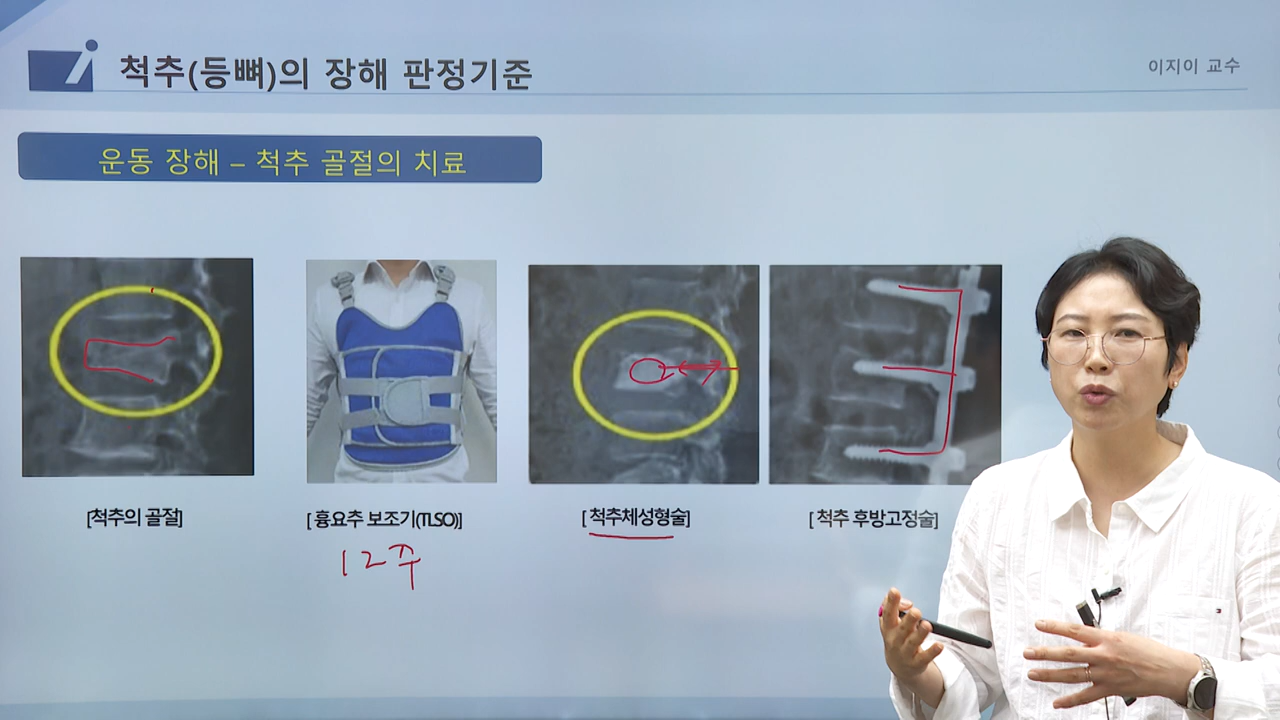 척추(등뼈)의 장해 판정기준
이지이 교수
운동 장해 – 척추 골절의 치료
[척추의 골절]
[ 흉요추 보조기(TLSO)]
[ 척추체성형술]
[ 척추 후방고정술]
12주